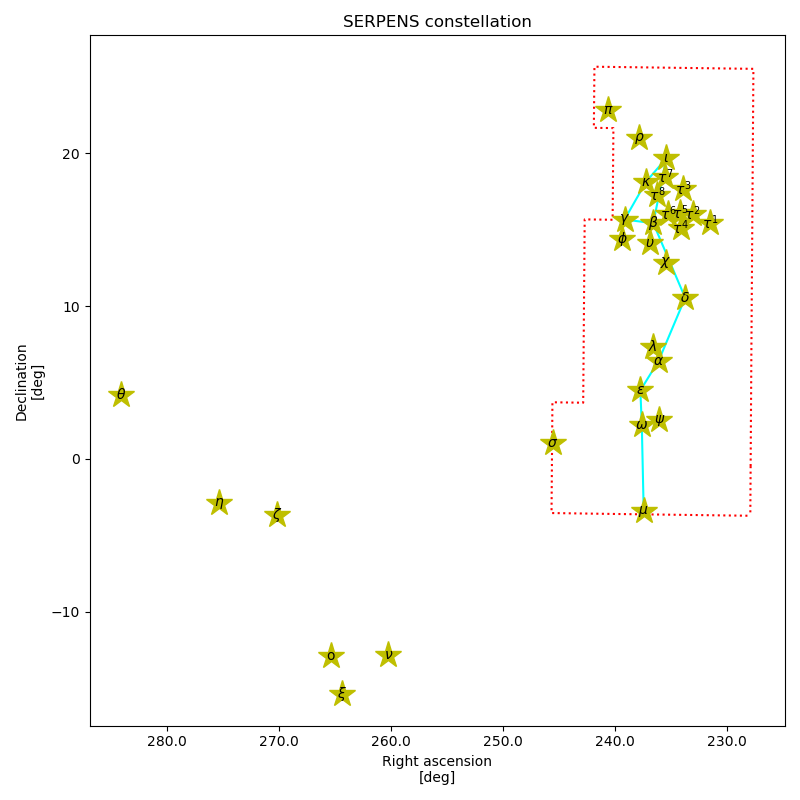 SERPENS constellation
π
ρ
ι
κ τ⁷ τ³
τ⁸
γ β τ⁶ τ⁵ τ² τ¹
φ υ τ⁴
χ
δ
λ
α
ε
ω ψ
σ
μ
θ
η
ζ
ο ν
ξ
20
10
0
−10
280.0 270.0 260.0 250.0 240.0 230.0
Right ascension
[deg]
Declination
[deg]